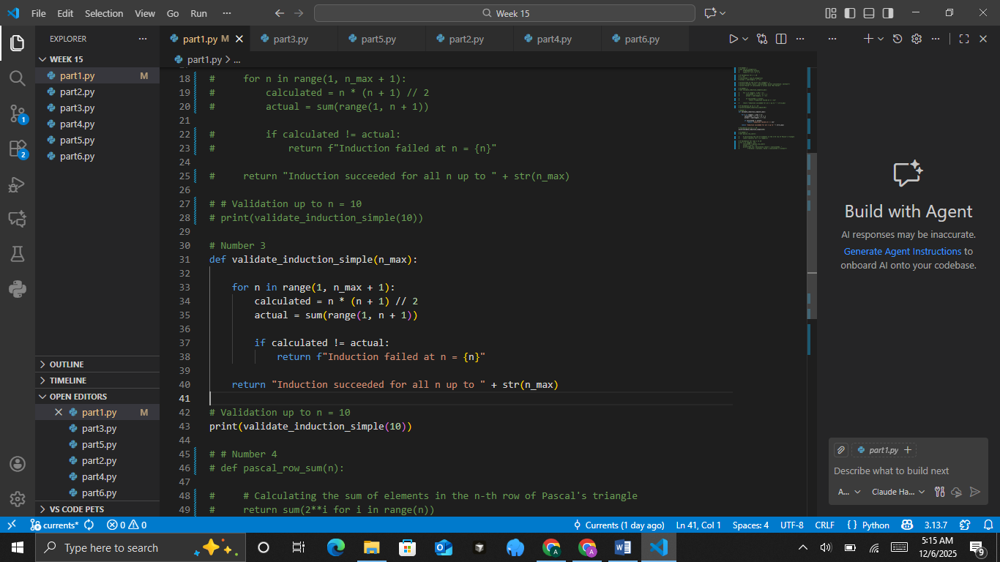 File Edit Selection View Go Run ··· Week 15
EXPLORER ···
WEEK 15
part1.py M
part2.py
part3.py
part4.py
part5.py
part6.py
OUTLINE
TIMELINE
OPEN EDITORS
part1.py M
part3.py
part5.py
part2.py
part4.py
part6.py
VS CODE PETS
1
2
part1.py M part3.py part5.py part2.py part4.py part6.py
part1.py > ...
18 #     for n in range(1, n_max + 1):
19 #         calculated = n * (n + 1) // 2
20 #         actual = sum(range(1, n + 1))
21
22 #         if calculated != actual:
23 #             return f"Induction failed at n = {n}"
24
25 #     return "Induction succeeded for all n up to " + str(n_max)
26
27 # # Validation up to n = 10
28 # print(validate_induction_simple(10))
29
30 # Number 3
31 def validate_induction_simple(n_max):
32
33     for n in range(1, n_max + 1):
34         calculated = n * (n + 1) // 2
35         actual = sum(range(1, n + 1))
36
37         if calculated != actual:
38             return f"Induction failed at n = {n}"
39
40     return "Induction succeeded for all n up to " + str(n_max)
41
42 # Validation up to n = 10
43 print(validate_induction_simple(10))
44
45 # # Number 4
46 # def pascal_row_sum(n):
47
48 #     # Calculating the sum of elements in the n-th row of Pascal's triangle
49 #     return sum(2**i for i in range(n))
Build with Agent
AI responses may be inaccurate.
Generate Agent Instructions to
onboard AI onto your codebase.
part1.py +
Describe what to build next
A... Claude Ha...
currents* 0 0 Currents (1 day ago) Ln 41, Col 1 Spaces: 4 UTF-8 CRLF { } Python 3.13.7
Type here to search
5:15 AM
12/6/2025
9